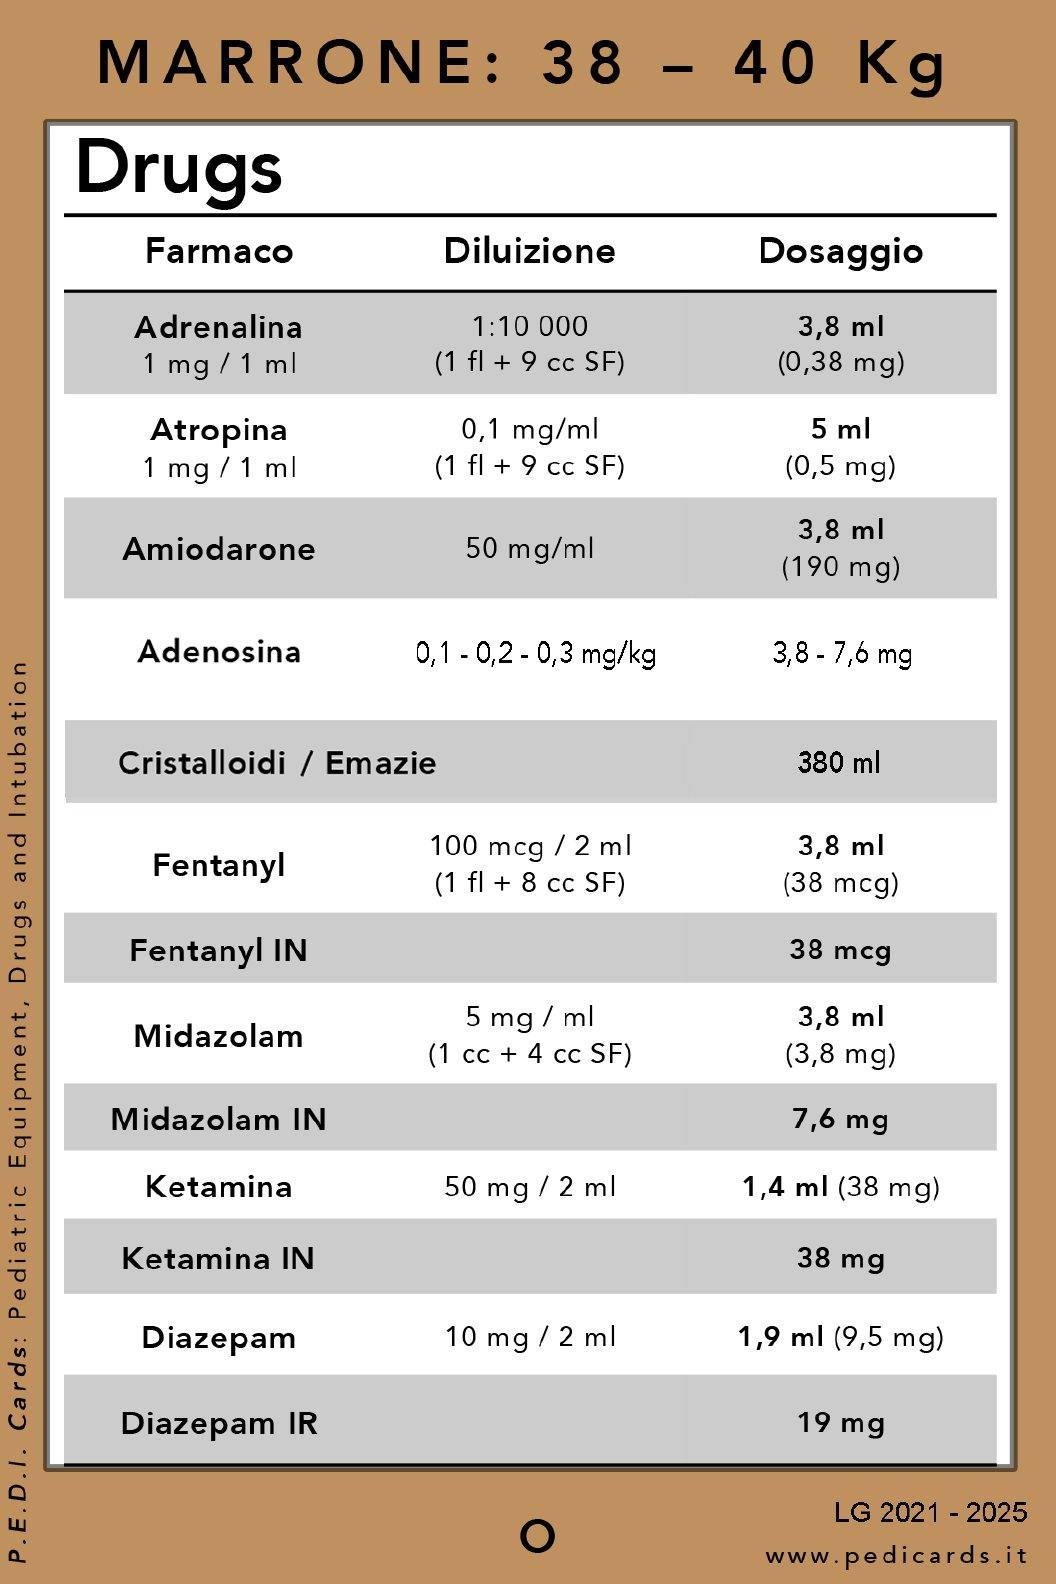 MARRONE: 38 – 40 Kg
Drugs
Farmaco Diluizione Dosaggio
Adrenalina 1:10 000 3,8 ml
1 mg / 1 ml (1 fl + 9 cc SF) (0,38 mg)
Atropina 0,1 mg/ml 5 ml
1 mg / 1 ml (1 fl + 9 cc SF) (0,5 mg)
Amiodarone 50 mg/ml 3,8 ml
(190 mg)
Adenosina 0,1 - 0,2 - 0,3 mg/kg 3,8 - 7,6 mg
Cristalloidi / Emazie 380 ml
Fentanyl 100 mcg / 2 ml 3,8 ml
(1 fl + 8 cc SF) (38 mcg)
Fentanyl IN 38 mcg
Midazolam 5 mg / ml 3,8 ml
(1 cc + 4 cc SF) (3,8 mg)
Midazolam IN 7,6 mg
Ketamina 50 mg / 2 ml 1,4 ml (38 mg)
Ketamina IN 38 mg
Diazepam 10 mg / 2 ml 1,9 ml (9,5 mg)
Diazepam IR 19 mg
P.E.D.I. Cards: Pediatric Equipment, Drugs and Intubation
LG 2021 - 2025
www.pedicards.it